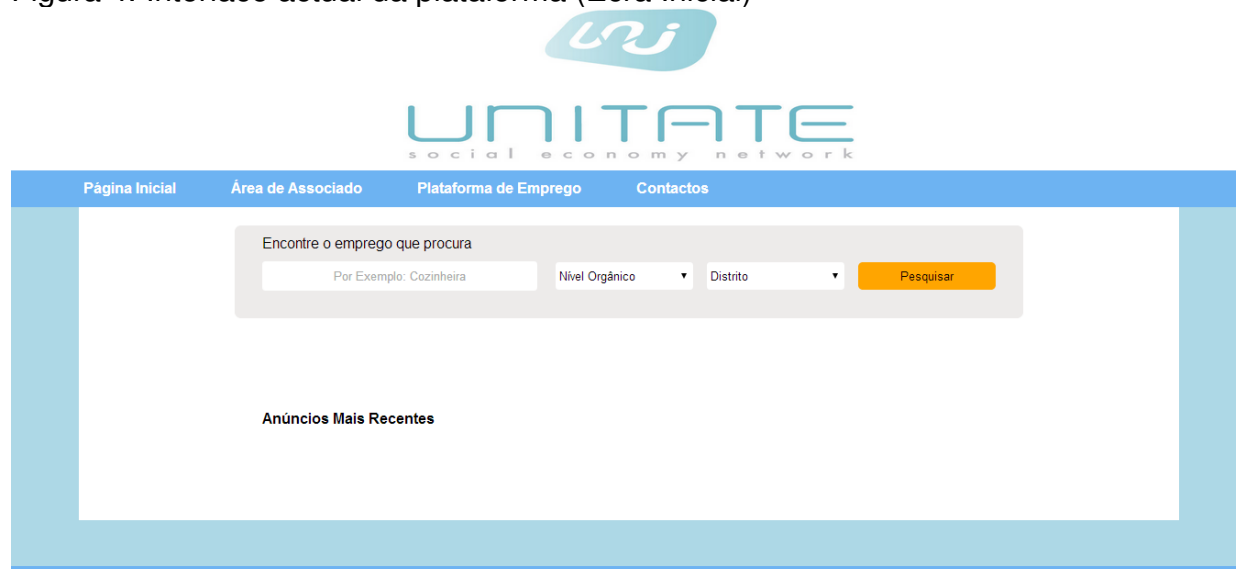 uni
UNITATE
social economy network
Página Inicial Área de Associado Plataforma de Emprego Contactos
Encontre o emprego que procura
Por Exemplo: Cozinheira Nível Orgânico Distrito Pesquisar
Anúncios Mais Recentes